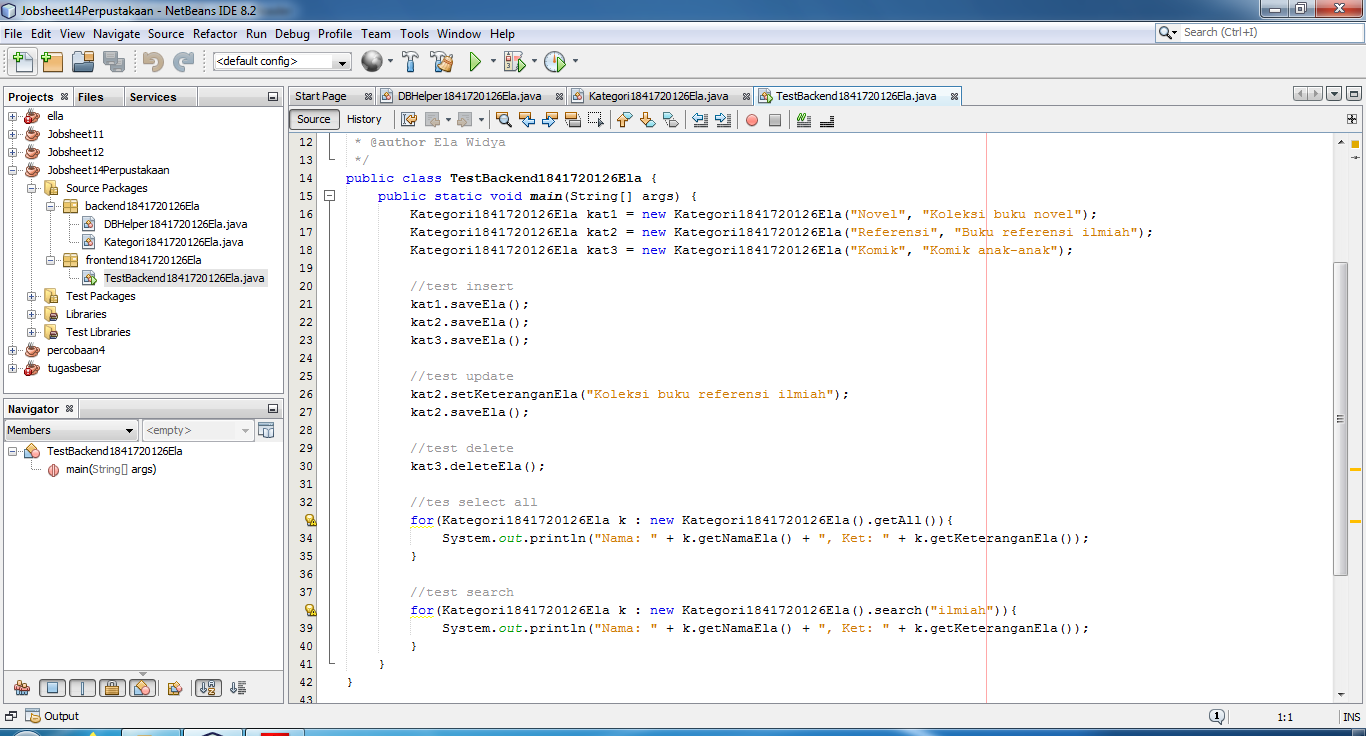 Jobsheet14Perpustakaan - NetBeans IDE 8.2
File Edit View Navigate Source Refactor Run Debug Profile Team Tools Window Help
Search (Ctrl+I)
<default config>
Projects Files Services
ella
Jobsheet11
Jobsheet12
Jobsheet14Perpustakaan
Source Packages
backend1841720126Ela
DBHelper1841720126Ela.java
Kategori1841720126Ela.java
frontend1841720126Ela
TestBackend1841720126Ela.java
Test Packages
Libraries
Test Libraries
percobaan4
tugasbesar
Navigator
Members <empty>
TestBackend1841720126Ela
main(String[] args)
Start Page DBHelper1841720126Ela.java Kategori1841720126Ela.java TestBackend1841720126Ela.java
Source History
12 * @author Ela Widya
13 */
14 public class TestBackend1841720126Ela {
15 public static void main(String[] args) {
16 Kategori1841720126Ela kat1 = new Kategori1841720126Ela("Novel", "Koleksi buku novel");
17 Kategori1841720126Ela kat2 = new Kategori1841720126Ela("Referensi", "Buku referensi ilmiah");
18 Kategori1841720126Ela kat3 = new Kategori1841720126Ela("Komik", "Komik anak-anak");
19
20 //test insert
21 kat1.saveEla();
22 kat2.saveEla();
23 kat3.saveEla();
24
25 //test update
26 kat2.setKeteranganEla("Koleksi buku referensi ilmiah");
27 kat2.saveEla();
28
29 //test delete
30 kat3.deleteEla();
31
32 //tes select all
for(Kategori1841720126Ela k : new Kategori1841720126Ela().getAll()){
34 System.out.println("Nama: " + k.getNamaEla() + ", Ket: " + k.getKeteranganEla());
35 }
36
37 //test search
for(Kategori1841720126Ela k : new Kategori1841720126Ela().search("ilmiah")){
39 System.out.println("Nama: " + k.getNamaEla() + ", Ket: " + k.getKeteranganEla());
40 }
41 }
42 }
43
Output
1
1:1 INS